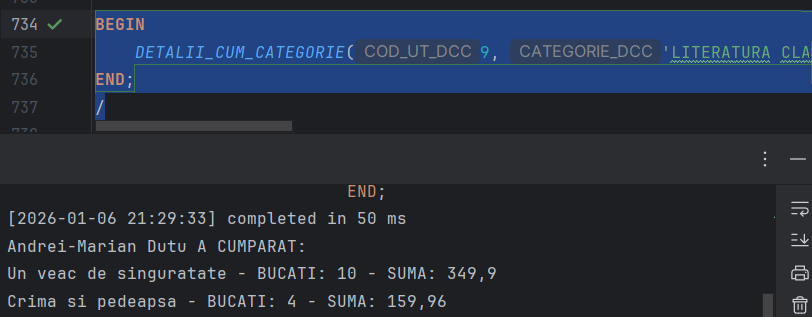 734 BEGIN
735 DETALII_CUM_CATEGORIE( COD_UT_DCC 9, CATEGORIE_DCC 'LITERATURA CLA
736 END;
737 /
END;
[2026-01-06 21:29:33] completed in 50 ms
Andrei-Marian Dutu A CUMPARAT:
Un veac de singuratate - BUCATI: 10 - SUMA: 349,9
Crima si pedeapsa - BUCATI: 4 - SUMA: 159,96